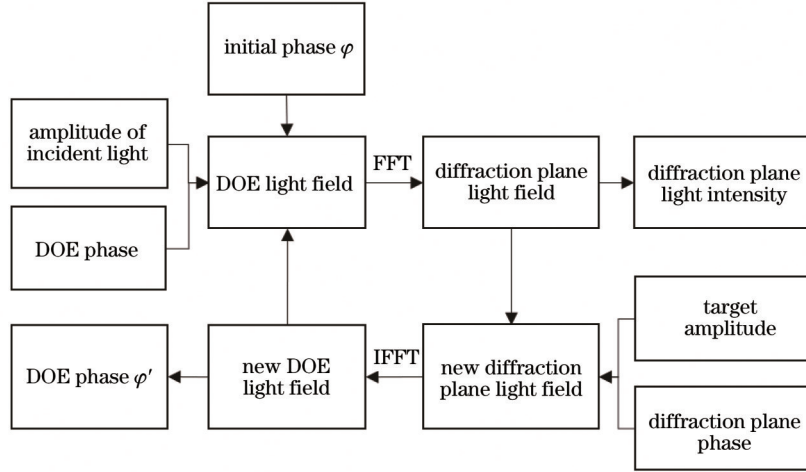 initial phase φ
amplitude of
incident light
DOE light field
FFT
diffraction plane
light field
diffraction plane
light intensity
DOE phase
target
amplitude
DOE phase φ′
new DOE
light field
IFFT
new diffraction
plane light field
diffraction plane
phase